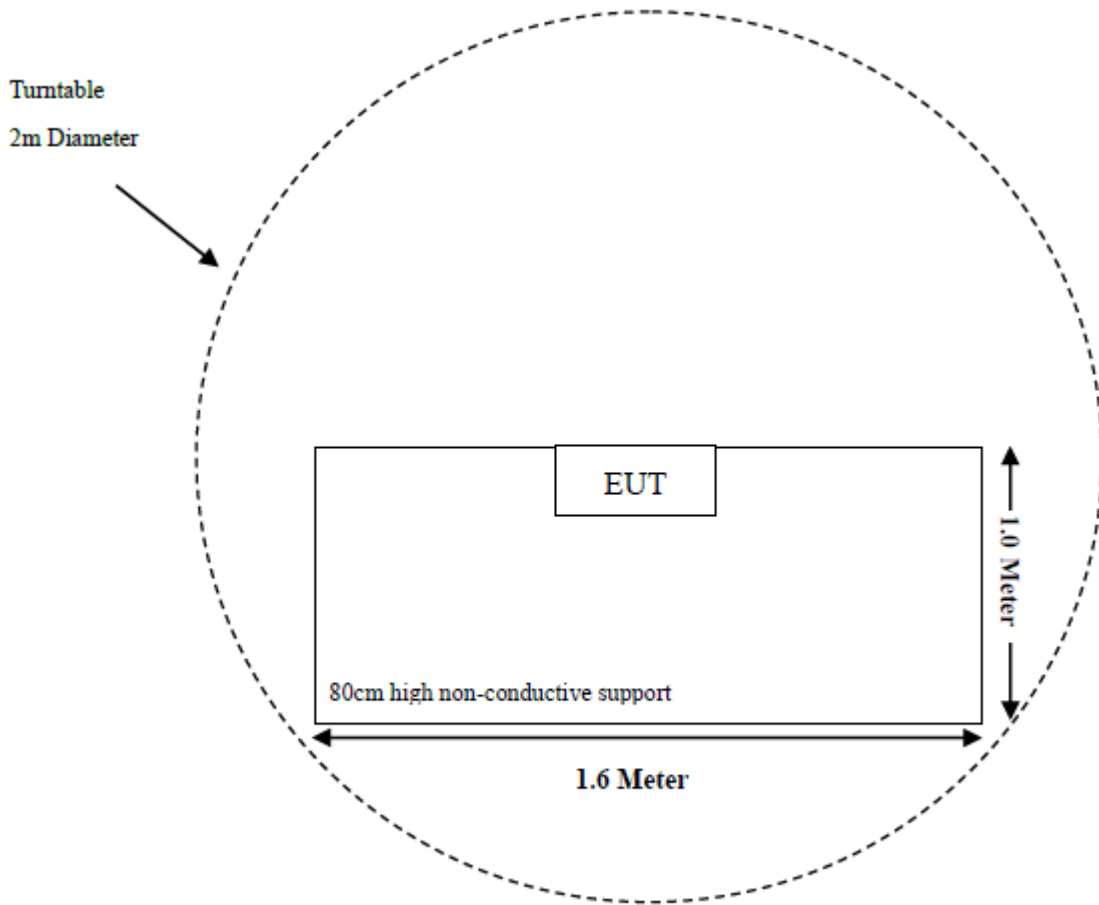 Turntable
2m Diameter
EUT
1.0 Meter
80cm high non-conductive support
1.6 Meter